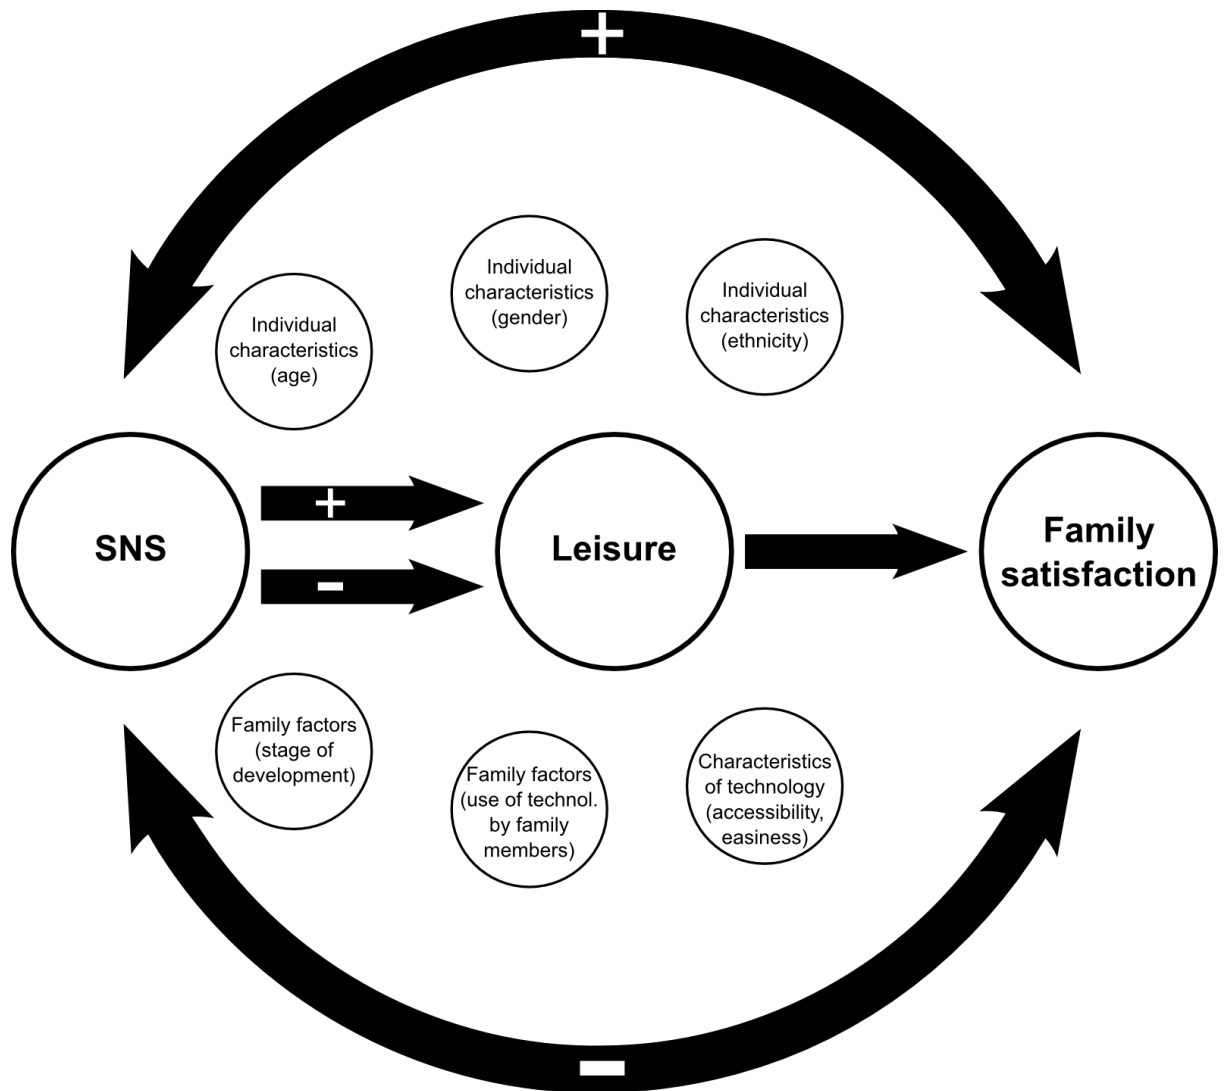 +
Individual
characteristics
(age)
Individual
characteristics
(gender)
Individual
characteristics
(ethnicity)
SNS
+
-
Leisure
Family
satisfaction
Family factors
(stage of
development)
Family factors
(use of technol.
by family
members)
Characteristics
of technology
(accessibility,
easiness)
-